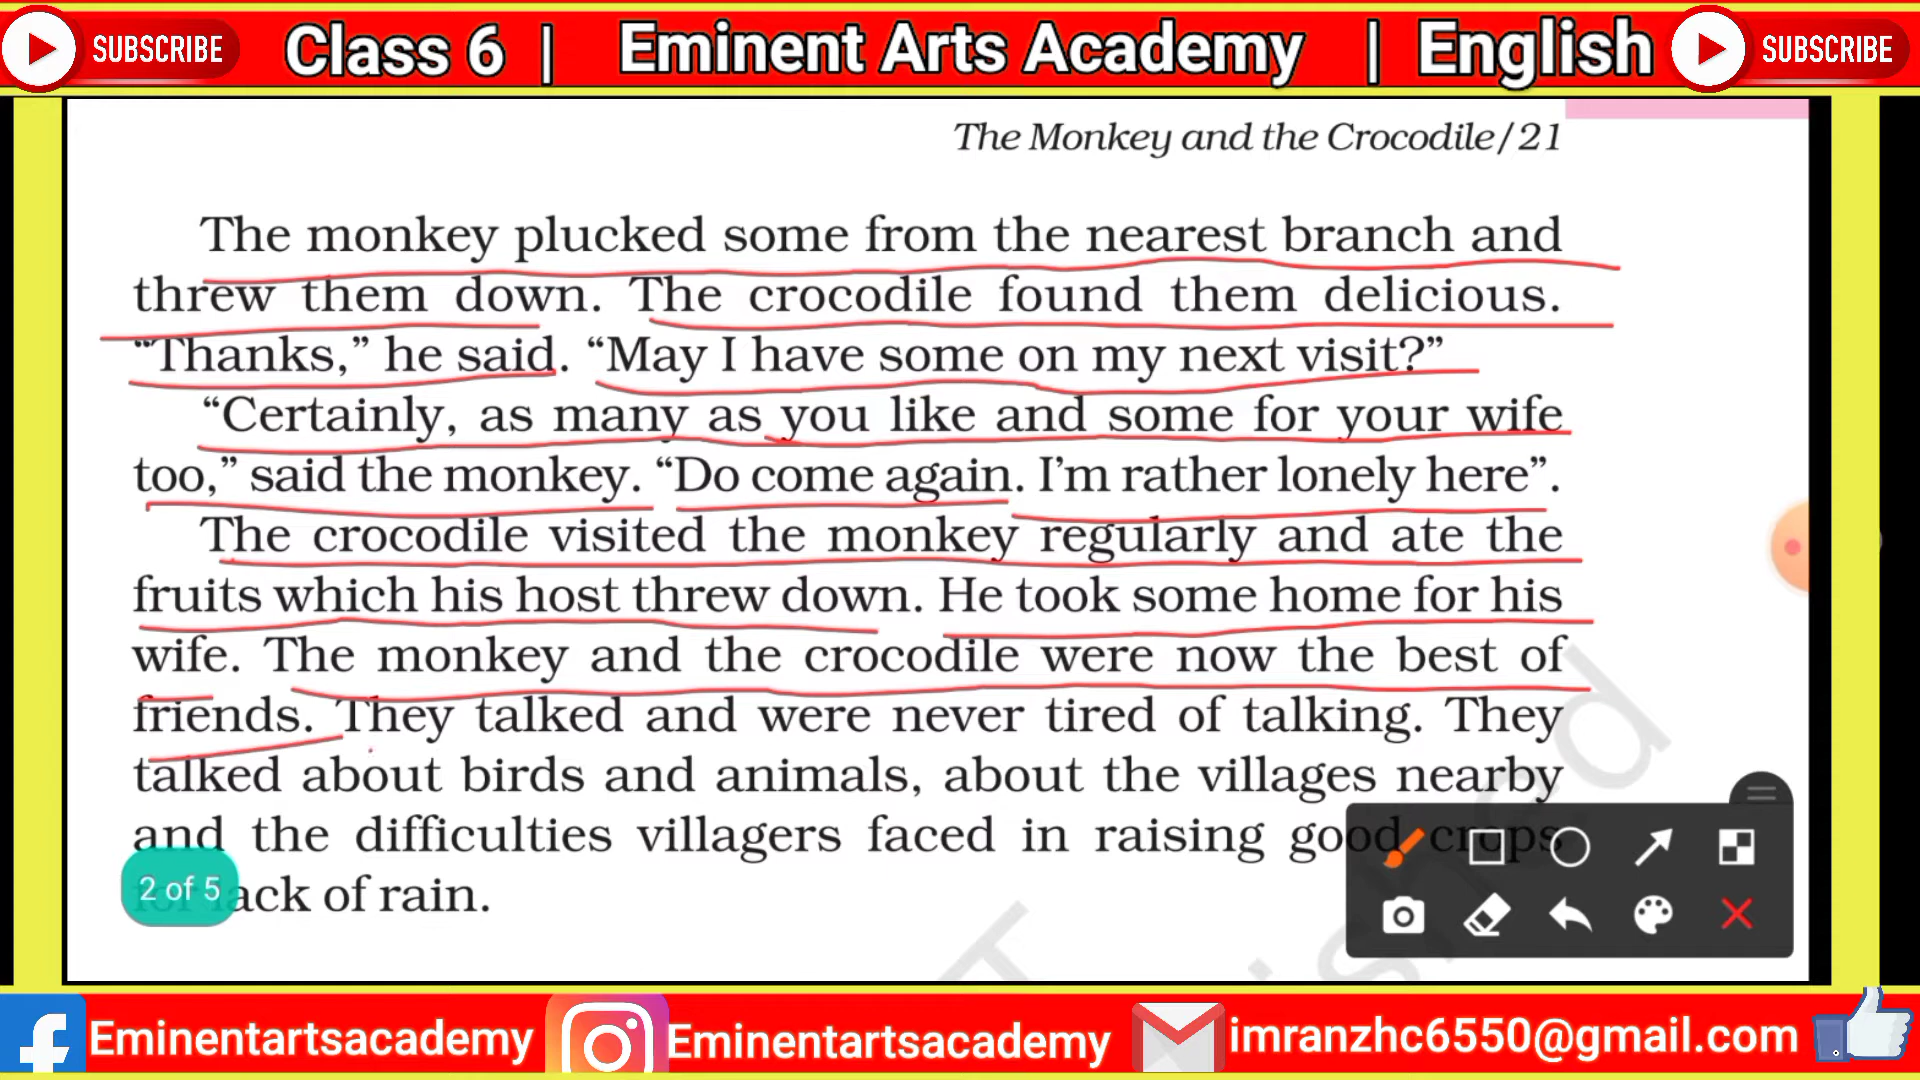 SUBSCRIBE Class 6 | Eminent Arts Academy | English SUBSCRIBE
The Monkey and the Crocodile/21
The monkey plucked some from the nearest branch and
threw them down. The crocodile found them delicious.
“Thanks,” he said. “May I have some on my next visit?”
“Certainly, as many as you like and some for your wife
too,” said the monkey. “Do come again. I’m rather lonely here”.
The crocodile visited the monkey regularly and ate the
fruits which his host threw down. He took some home for his
wife. The monkey and the crocodile were now the best of
friends. They talked and were never tired of talking. They
talked about birds and animals, about the villages nearby
and the difficulties villagers faced in raising good crops
for lack of rain.
2 of 5
Eminentartsacademy Eminentartsacademy imranzhc6550@gmail.com